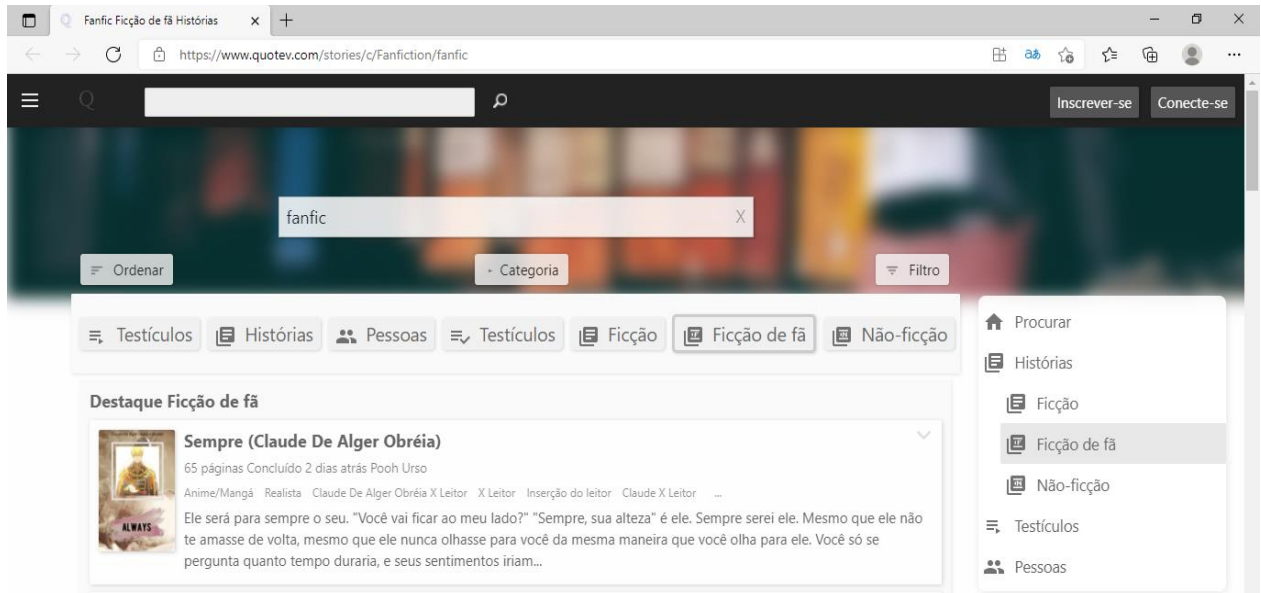 Fanfic Ficção de fã Histórias
https://www.quotev.com/stories/c/Fanfiction/fanfic
Q
Inscrever-se
Conecte-se
fanfic X
Ordenar
Categoria
Filtro
Testículos
Histórias
Pessoas
Testículos
Ficção
Ficção de fã
Não-ficção
Destaque Ficção de fã
Sempre (Claude De Alger Obréia)
65 páginas Concluído 2 dias atrás Pooh Urso
Anime/Mangá Realista Claude De Alger Obréia X Leitor X Leitor Inserção do leitor Claude X Leitor ...
Ele será para sempre o seu. "Você vai ficar ao meu lado?" "Sempre, sua alteza" é ele. Sempre serei ele. Mesmo que ele não
te amasse de volta, mesmo que ele nunca olhasse para você da mesma maneira que você olha para ele. Você só se
pergunta quanto tempo duraria, e seus sentimentos iriam...
ALWAYS
Procurar
Histórias
Ficção
Ficção de fã
Não-ficção
Testículos
Pessoas